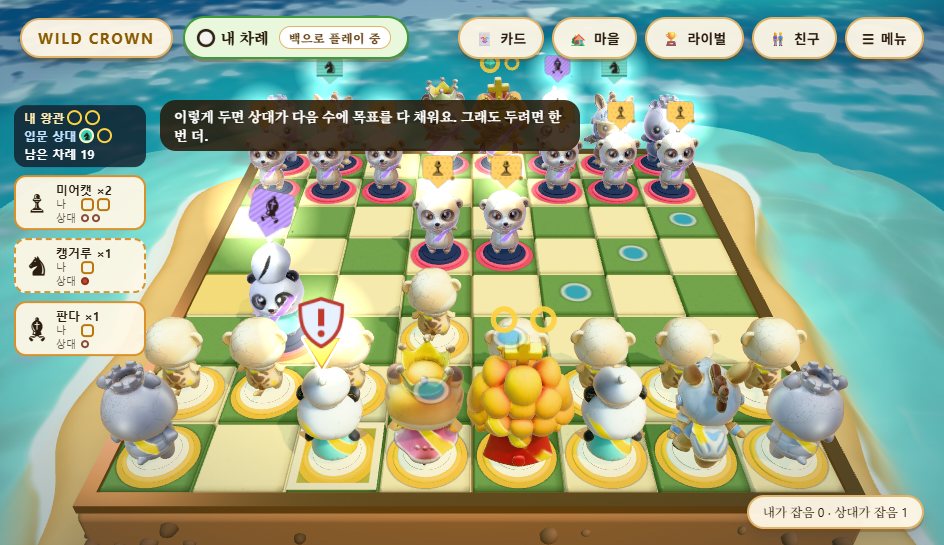 WILD CROWN
내 차례
백으로 플레이 중
카드
마을
라이벌
친구
☰ 메뉴
내 왕관
입문 상대
남은 차례 19
이렇게 두면 상대가 다음 수에 목표를 다 채워요. 그래도 두려면 한
번 더.
미어캣 ×2
나
상대
캥거루 ×1
나
상대
판다 ×1
나
상대
!
내가 잡음 0 · 상대가 잡음 1